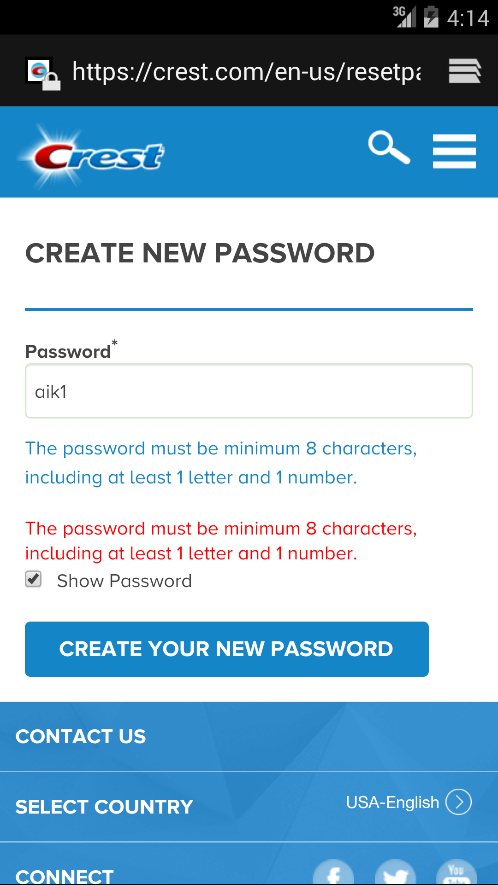 3G 4:14
https://crest.com/en-us/resetpa
Crest
CREATE NEW PASSWORD
Password*
aik1
The password must be minimum 8 characters,
including at least 1 letter and 1 number.
The password must be minimum 8 characters,
including at least 1 letter and 1 number.
Show Password
CREATE YOUR NEW PASSWORD
CONTACT US
SELECT COUNTRY USA-English
CONNECT
You